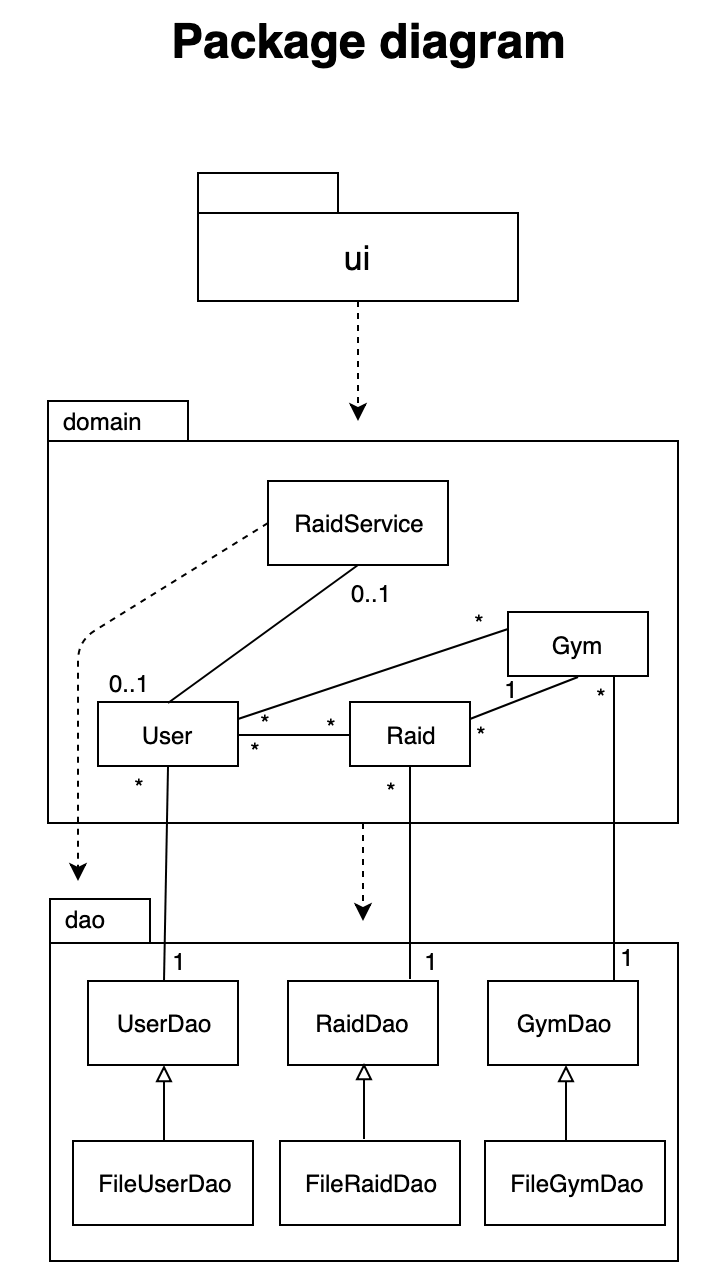 Package diagram
ui
domain
RaidService
0..1
*
Gym
0..1
1
*
User
*
*
*
Raid
*
*
*
dao
1
1
1
UserDao
RaidDao
GymDao
FileUserDao
FileRaidDao
FileGymDao